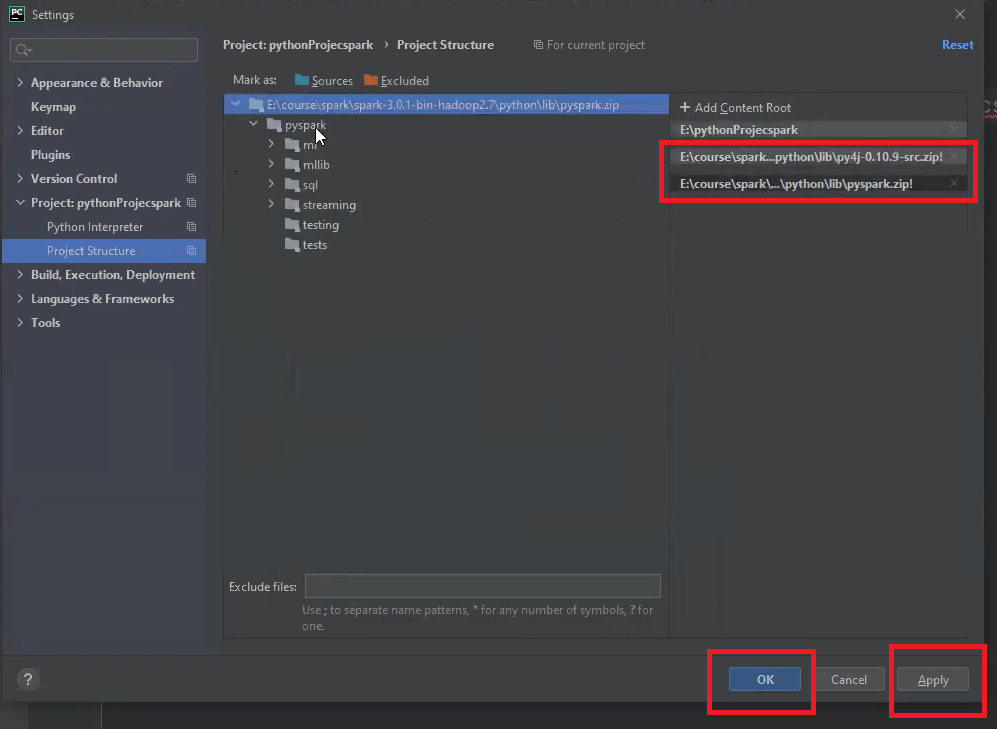 PC Settings
Project: pythonProjecspark › Project Structure For current project Reset
Mark as: Sources Excluded
Appearance & Behavior
Keymap
Editor
Plugins
Version Control
Project: pythonProjecspark
Python Interpreter
Project Structure
Build, Execution, Deployment
Languages & Frameworks
Tools
E:\course\spark\spark-3.0.1-bin-hadoop2.7\python\lib\pyspark.zip
pyspark
ml
mllib
sql
streaming
testing
tests
+ Add Content Root
E:\pythonProjecspark
E:\course\spark...python\lib\py4j-0.10.9-src.zip!
E:\course\spark\...\python\lib\pyspark.zip!
Exclude files:
Use ; to separate name patterns, * for any number of symbols, ? for
one.
? OK Cancel Apply